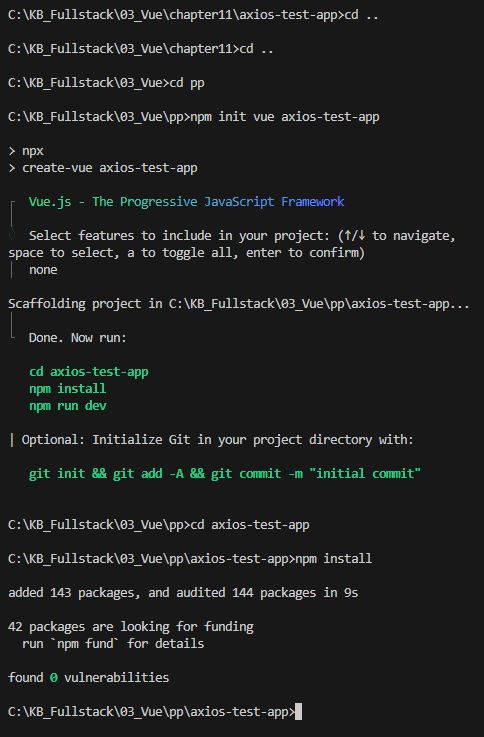 C:\KB_Fullstack\03_Vue\chapter11\axios-test-app>cd ..
C:\KB_Fullstack\03_Vue\chapter11>cd ..
C:\KB_Fullstack\03_Vue>cd pp
C:\KB_Fullstack\03_Vue\pp>npm init vue axios-test-app
> npx
> create-vue axios-test-app
Vue.js - The Progressive JavaScript Framework
Select features to include in your project: (↑/↓ to navigate,
space to select, a to toggle all, enter to confirm)
none
Scaffolding project in C:\KB_Fullstack\03_Vue\pp\axios-test-app...
Done. Now run:
cd axios-test-app
npm install
npm run dev
| Optional: Initialize Git in your project directory with:
git init && git add -A && git commit -m "initial commit"
C:\KB_Fullstack\03_Vue\pp>cd axios-test-app
C:\KB_Fullstack\03_Vue\pp\axios-test-app>npm install
added 143 packages, and audited 144 packages in 9s
42 packages are looking for funding
run `npm fund` for details
found 0 vulnerabilities
C:\KB_Fullstack\03_Vue\pp\axios-test-app>